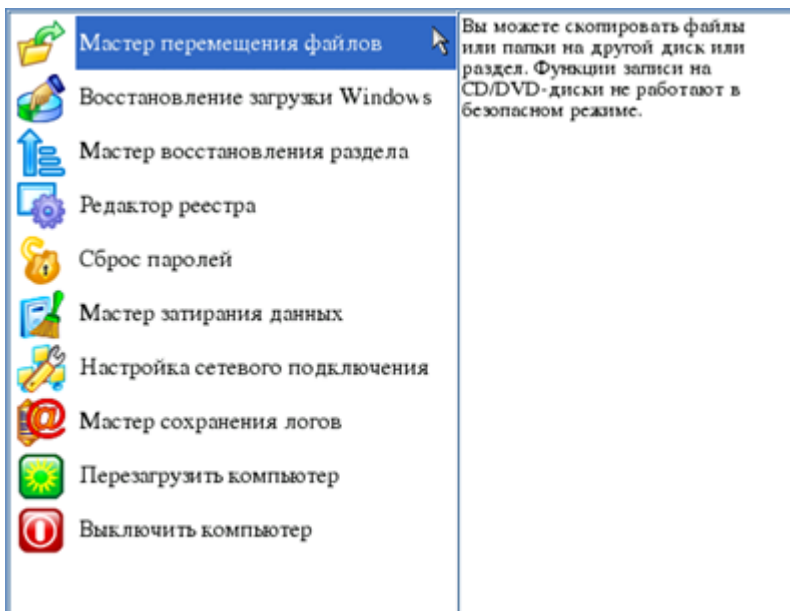 Мастер перемещения файлов
Восстановление загрузки Windows
Мастер восстановления раздела
Редактор реестра
Сброс паролей
Мастер затирания данных
Настройка сетевого подключения
Мастер сохранения логов
Перезагрузить компьютер
Выключить компьютер
Вы можете скопировать файлы
или папки на другой диск или
раздел. Функции записи на
CD/DVD-диски не работают в
безопасном режиме.